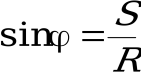 sinφ = S/R